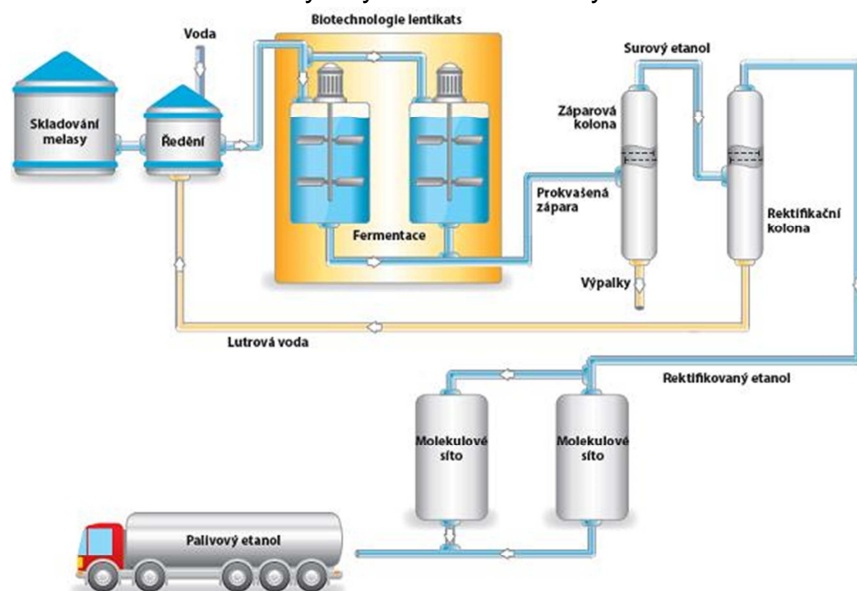 Biotechnologie lentikats
Voda
Surový etanol
Skladování
melasy
Ředění
Záparová
kolona
Prokvašená
zápara
Rektifikační
kolona
Fermentace
Výpalky
Lutrová voda
Rektifikovaný etanol
Molekulové
síto
Molekulové
síto
Palivový etanol